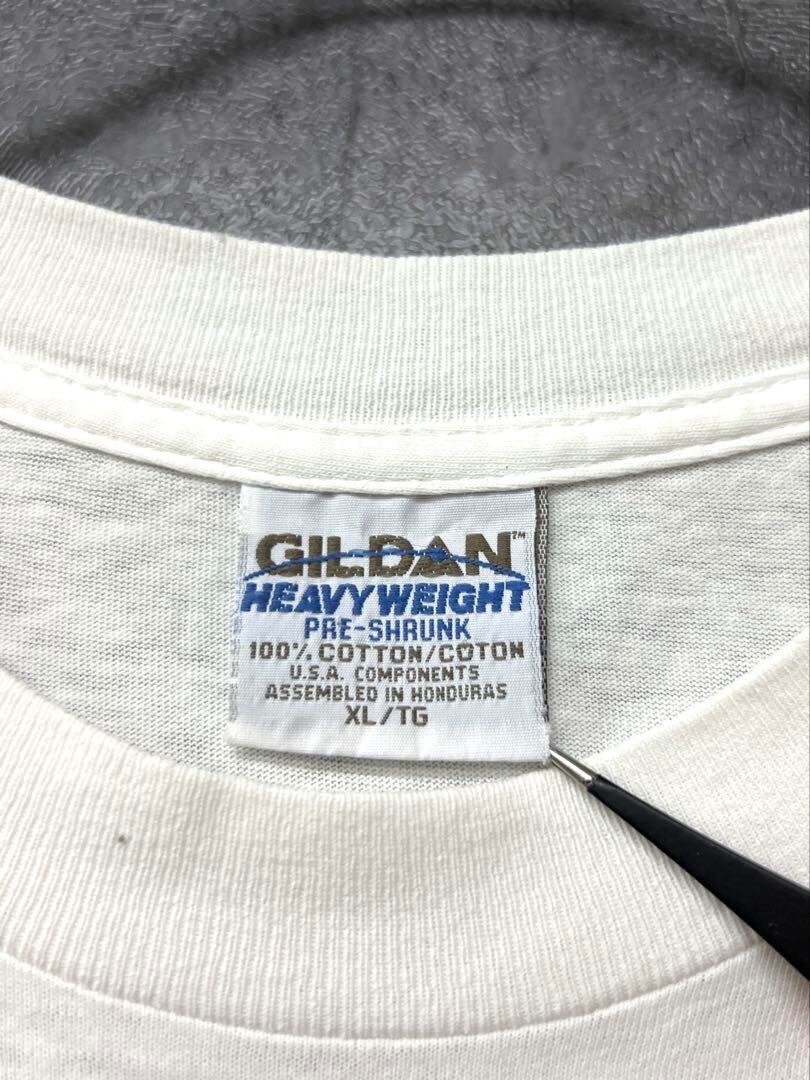 GILDAN™
HEAVYWEIGHT
PRE-SHRUNK
100% COTTON/COTON
U.S.A. COMPONENTS
ASSEMBLED IN HONDURAS
XL/TG